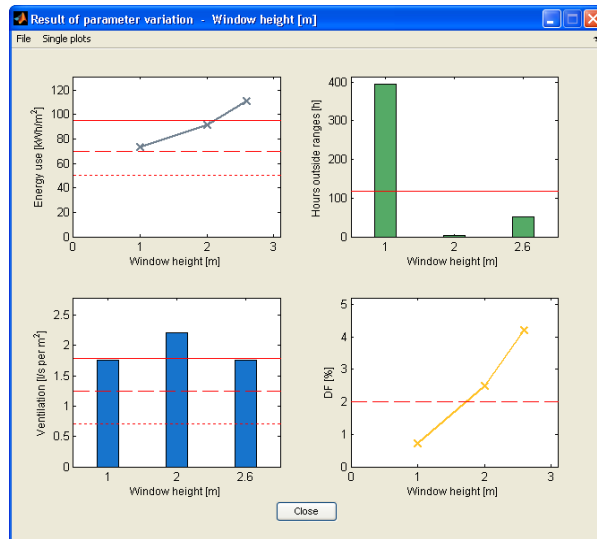 Result of parameter variation - Window height [m]
File Single plots
120
100
80
60
40
20
0
Energy use [kWh/m²]
0 1 2 3
Window height [m]
400
300
200
100
0
Hours outside ranges [h]
1 2 2.6
Window height [m]
2.5
2
1.5
1
0.5
0
Ventilation [l/s per m²]
1 2 2.6
Window height [m]
5
4
3
2
1
0
DF [%]
0 1 2 3
Window height [m]
Close